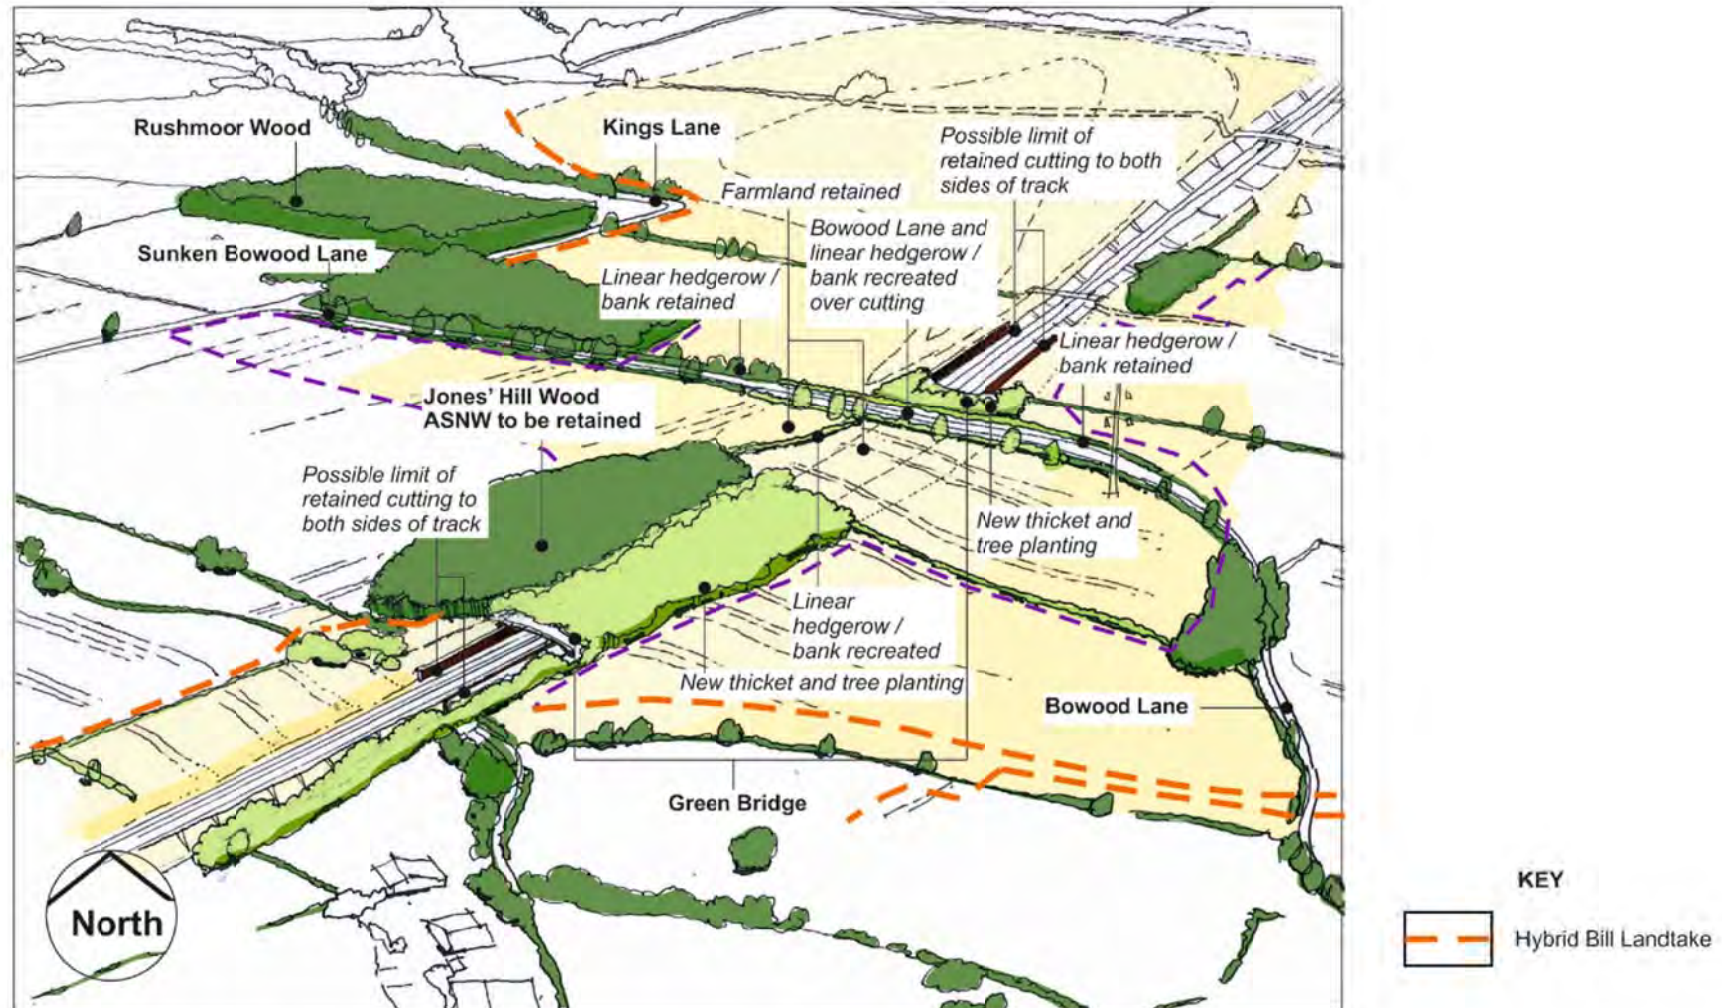 Rushmoor Wood
Kings Lane
Possible limit of
retained cutting to both
sides of track
Farmland retained
Bowood Lane and
linear hedgerow /
bank recreated
over cutting
Sunken Bowood Lane
Linear hedgerow /
bank retained
Linear hedgerow /
bank retained
Jones' Hill Wood
ASNW to be retained
Possible limit of
retained cutting to
both sides of track
New thicket and
tree planting
Linear
hedgerow /
bank recreated
New thicket and tree planting
Bowood Lane
Green Bridge
North
KEY
Hybrid Bill Landtake